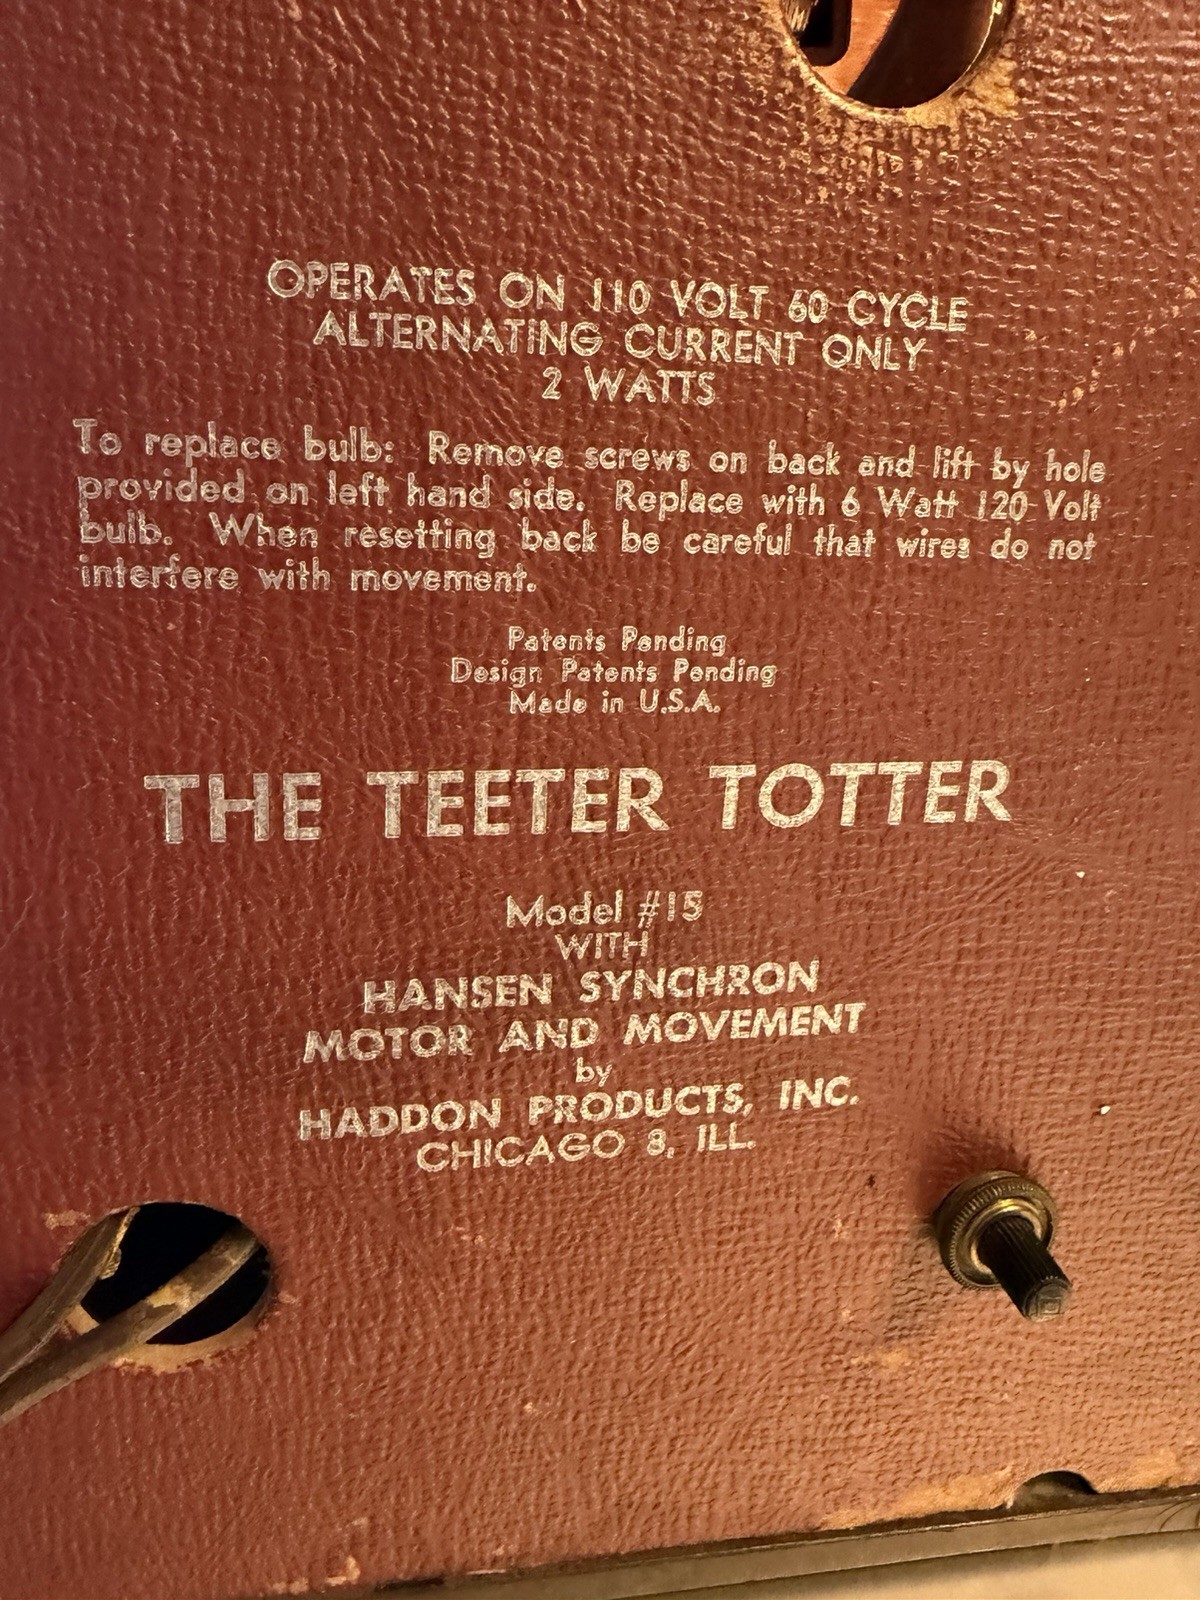 OPERATES ON 110 VOLT 60 CYCLE
ALTERNATING CURRENT ONLY
2 WATTS
To replace bulb: Remove screws on back and lift by hole
provided on left hand side. Replace with 6 Watt 120 Volt
bulb. When resetting back be careful that wires do not
interfere with movement.
Patents Pending
Design Patents Pending
Made in U.S.A.
THE TEETER TOTTER
Model #15
WITH
HANSEN SYNCHRON
MOTOR AND MOVEMENT
by
HADDON PRODUCTS, INC.
CHICAGO 8, ILL.